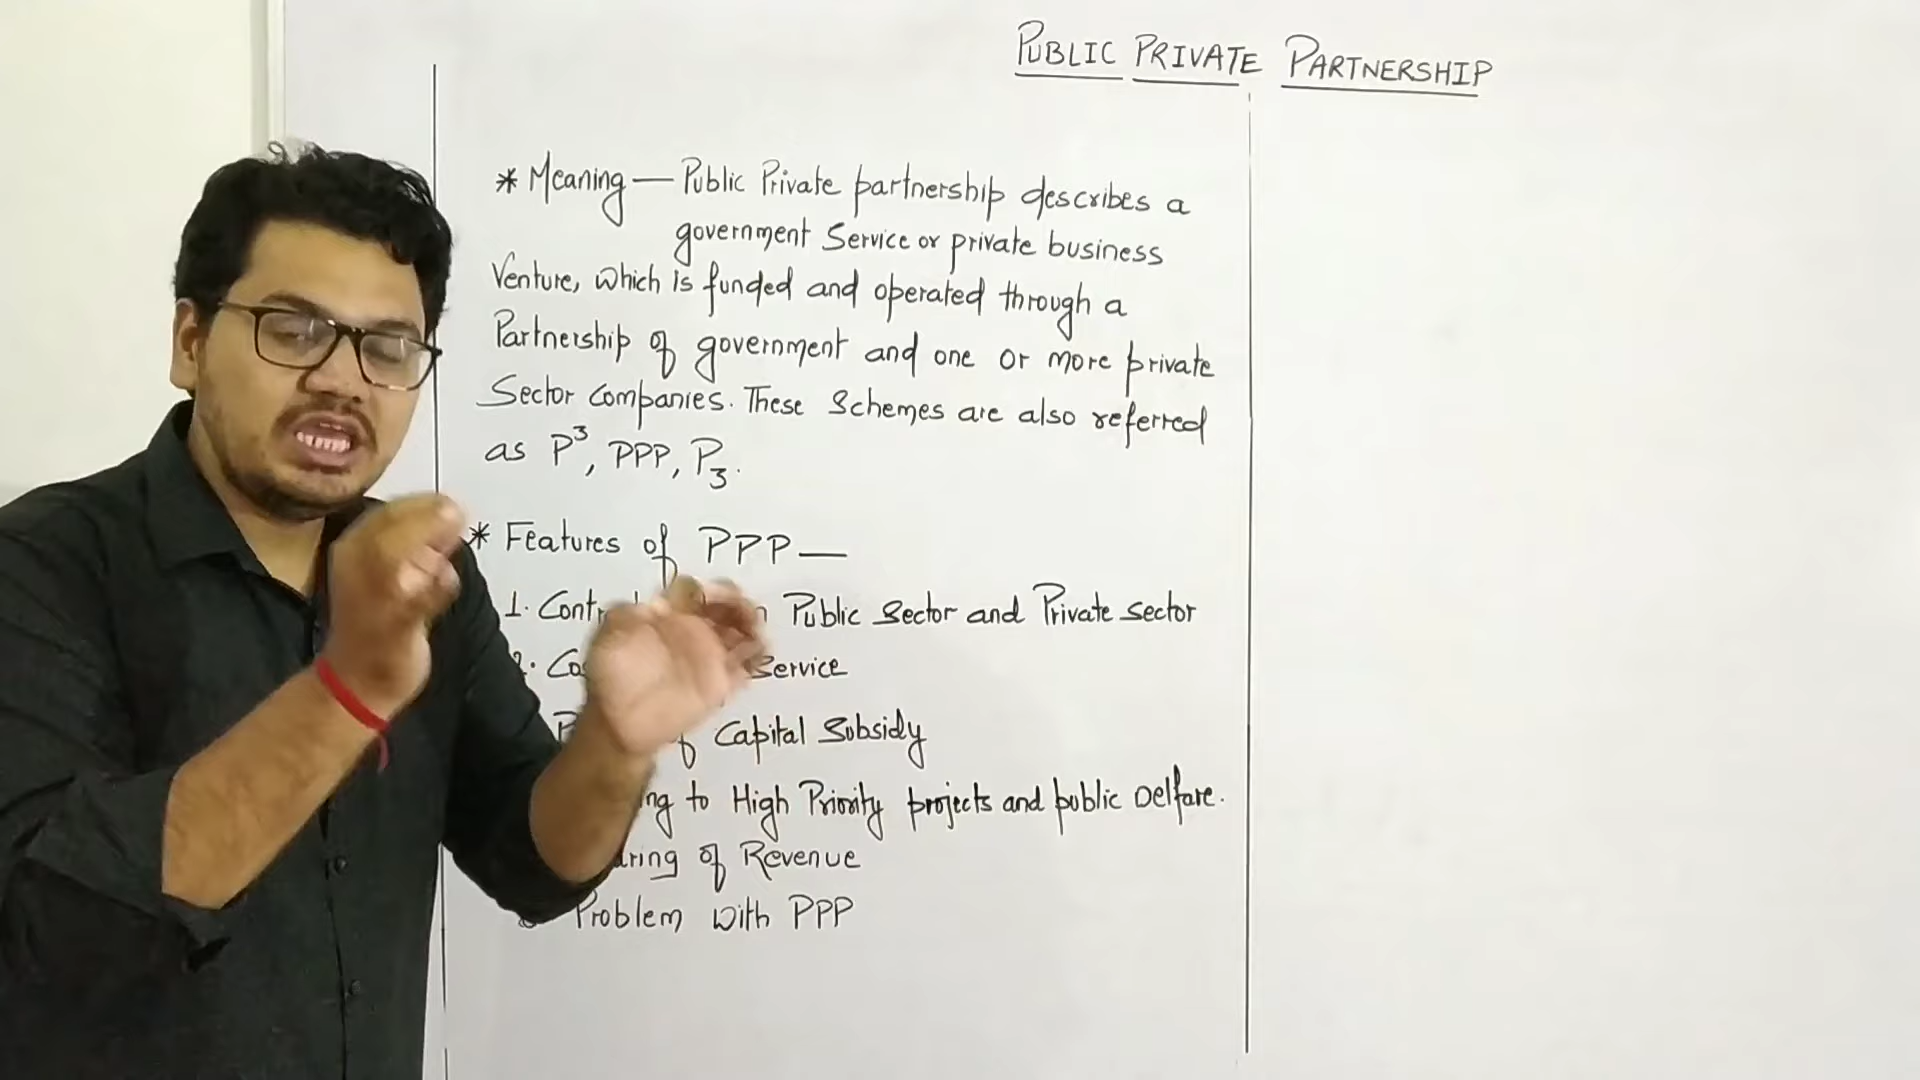 PUBLIC PRIVATE PARTNERSHIP
* Meaning — Public Private partnership describes a
government Service or private business
Venture, which is funded and operated through a
Partnership of government and one or more private
Sector Companies. These Schemes are also referred
as P³, PPP, P₃.
* Features of PPP —
1. Public Sector and Private sector
2. Service
of Capital Subsidy
to High Priority projects and public Welfare.
of Revenue
Problem with PPP